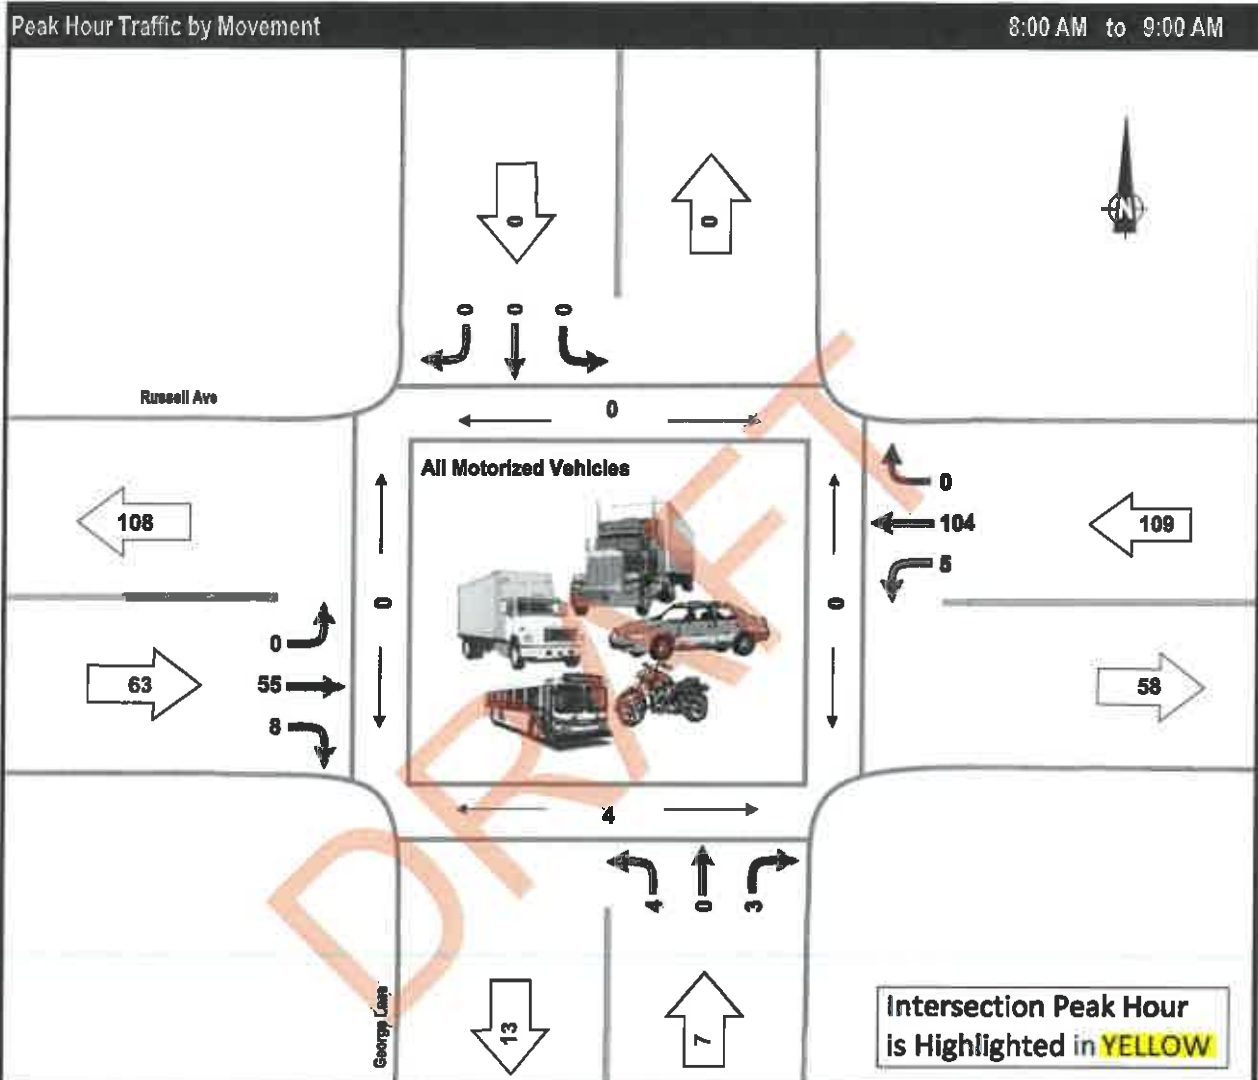 Peak Hour Traffic by Movement 8:00 AM to 9:00 AM
0 0
0 0 0
N
Russell Ave
0
All Motorized Vehicles
0
108
104
109
5
0
0
0
63
55
58
8
4
4 0 3
George Lane
13
7
Intersection Peak Hour
is Highlighted in YELLOW
DRAFT